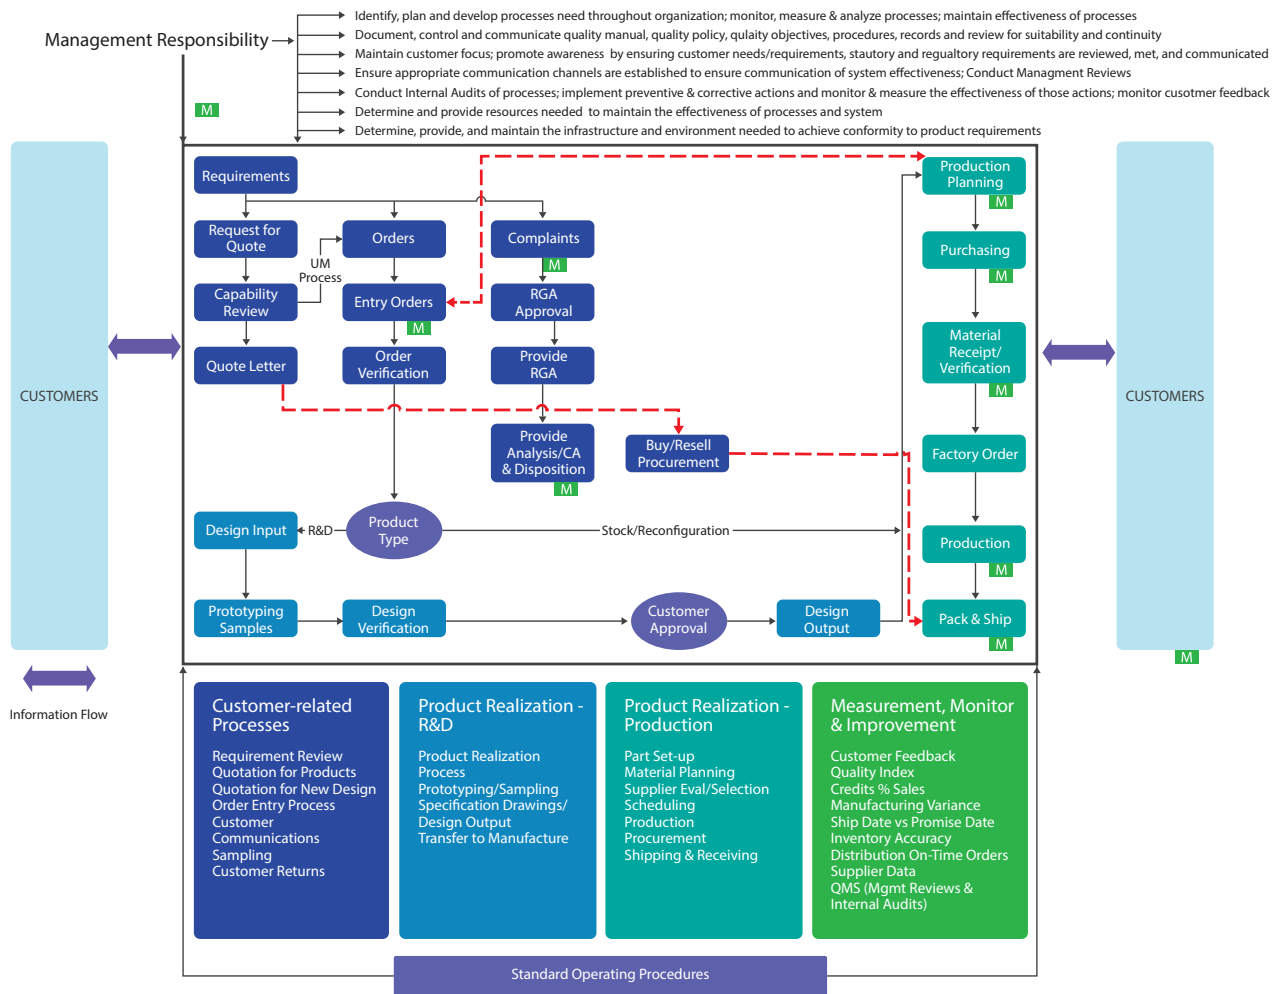 Management Responsibility
Identify, plan and develop processes need throughout organization; monitor, measure & analyze processes; maintain effectiveness of processes
Document, control and communicate quality manual, quality policy, qulaity objectives, procedures, records and review for suitability and continuity
Maintain customer focus; promote awareness by ensuring customer needs/requirements, stautory and regualtory requirements are reviewed, met, and communicated
Ensure appropriate communication channels are established to ensure communication of system effectiveness; Conduct Managment Reviews
Conduct Internal Audits of processes; implement preventive & corrective actions and monitor & measure the effectiveness of those actions; monitor cusotmer feedback
Determine and provide resources needed to maintain the effectiveness of processes and system
Determine, provide, and maintain the infrastructure and environment needed to achieve conformity to product requirements
M
CUSTOMERS
Information Flow
Requirements
Request for
Quote
Capability
Review
Quote Letter
UM
Process
Orders
Entry Orders
M
Order
Verification
Complaints
M
RGA
Approval
Provide
RGA
Provide
Analysis/CA
& Disposition
M
Buy/Resell
Procurement
Product
Type
R&D
Stock/Reconfiguration
Design Input
Prototyping
Samples
Design
Verification
Customer
Approval
Design
Output
Production
Planning
M
Purchasing
M
Material
Receipt/
Verification
M
Factory Order
Production
M
Pack & Ship
M
CUSTOMERS
M
Customer-related
Processes
Requirement Review
Quotation for Products
Quotation for New Design
Order Entry Process
Customer
Communications
Sampling
Customer Returns
Product Realization -
R&D
Product Realization
Process
Prototyping/Sampling
Specification Drawings/
Design Output
Transfer to Manufacture
Product Realization -
Production
Part Set-up
Material Planning
Supplier Eval/Selection
Scheduling
Production
Procurement
Shipping & Receiving
Measurement, Monitor
& Improvement
Customer Feedback
Quality Index
Credits % Sales
Manufacturing Variance
Ship Date vs Promise Date
Inventory Accuracy
Distribution On-Time Orders
Supplier Data
QMS (Mgmt Reviews &
Internal Audits)
Standard Operating Procedures